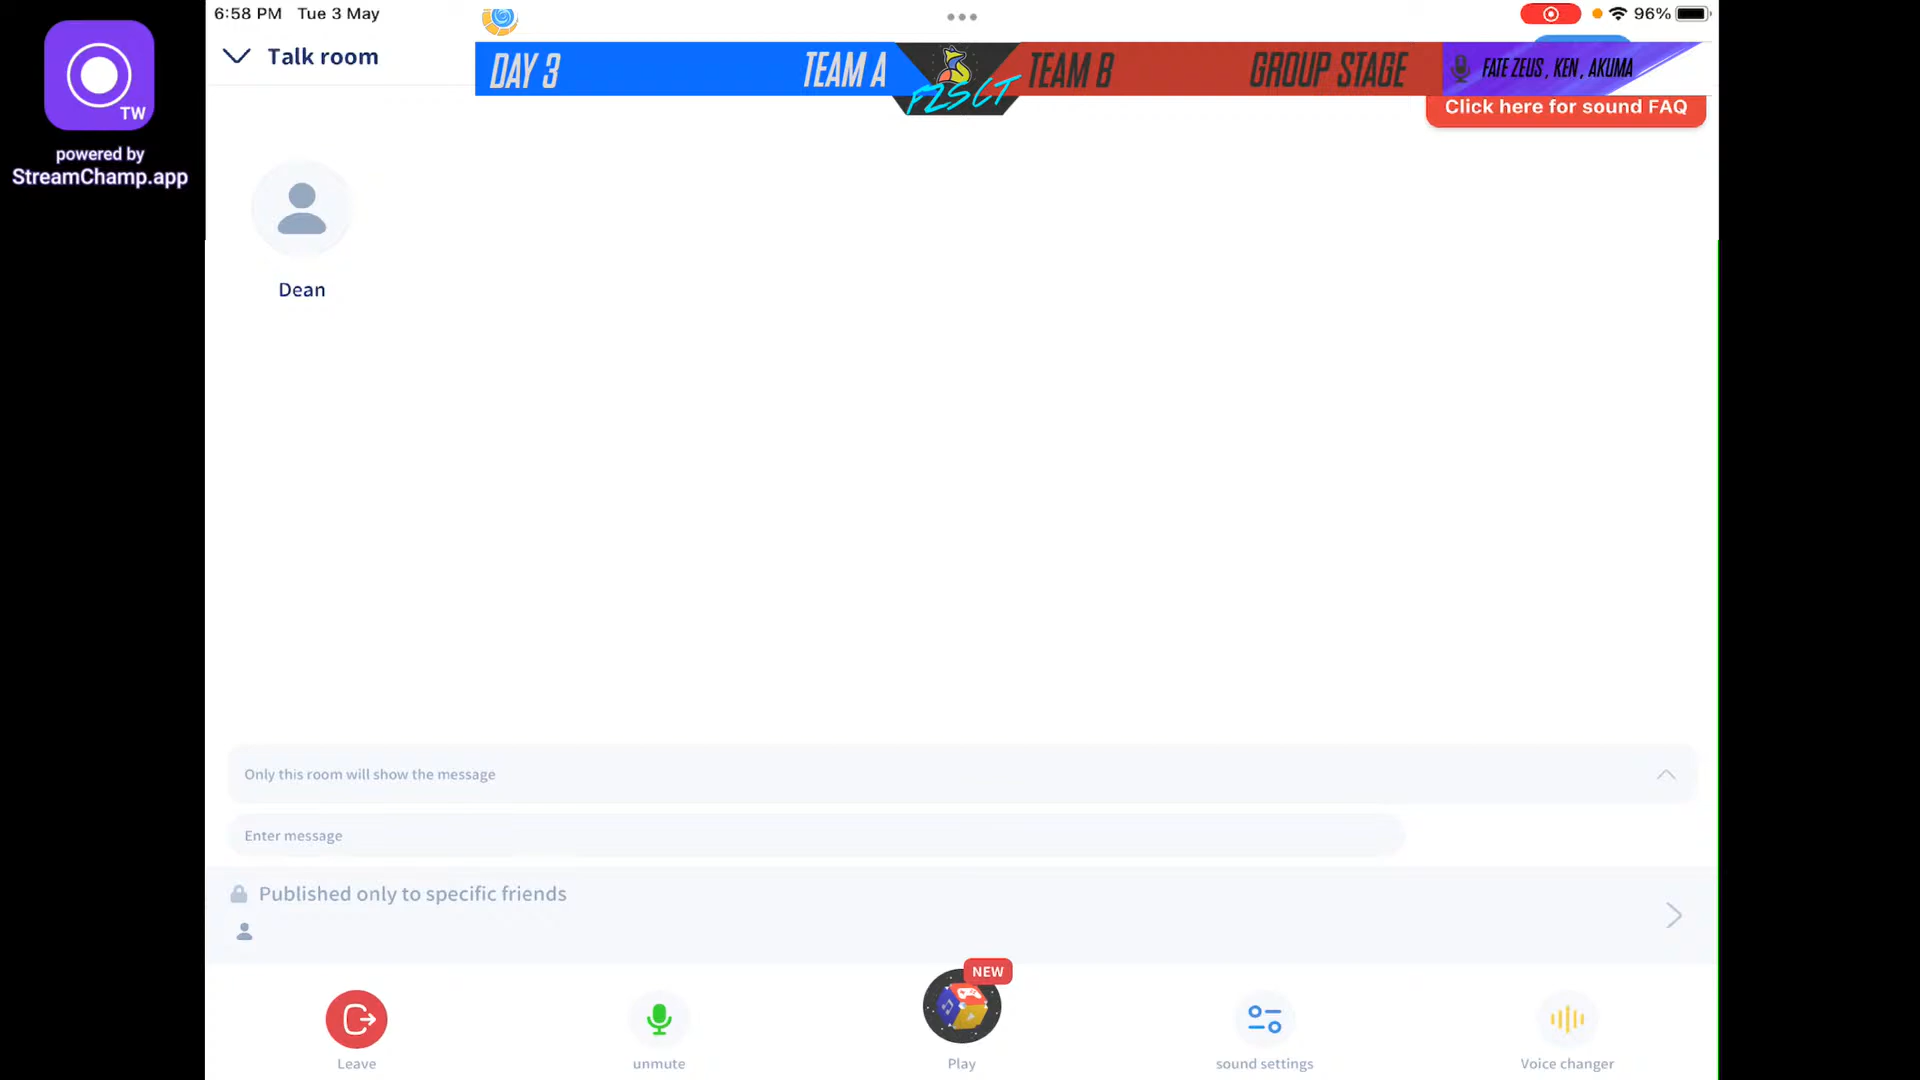 6:58 PM Tue 3 May
96%
TW
powered by
StreamChamp.app
Talk room
DAY 3
TEAM A
FZSCT
TEAM B
GROUP STAGE
FATE ZEUS , KEN , AKUMA
Click here for sound FAQ
Dean
Only this room will show the message
Enter message
Published only to specific friends
NEW
Leave
unmute
Play
sound settings
Voice changer